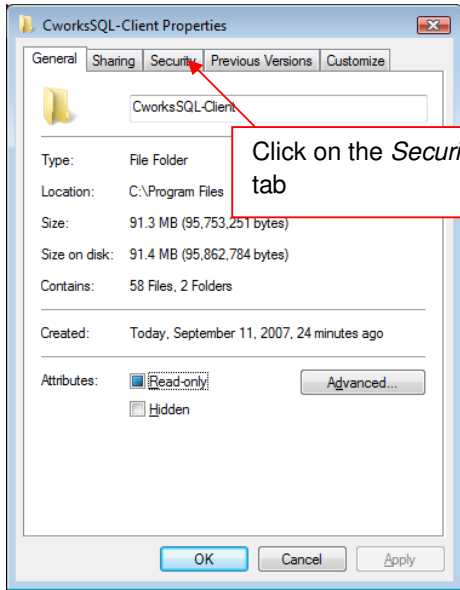 CworksSQL-Client Properties
General Sharing Security Previous Versions Customize
CworksSQL-Client
Click on the
tab
Type: File Folder
Location: C:\Program Files
Size: 91.3 MB (95,753,251 bytes)
Size on disk: 91.4 MB (95,862,784 bytes)
Contains: 58 Files, 2 Folders
Created: Today, September 11, 2007, 24 minutes ago
Attributes: Read-only Advanced...
Hidden
OK Cancel Apply